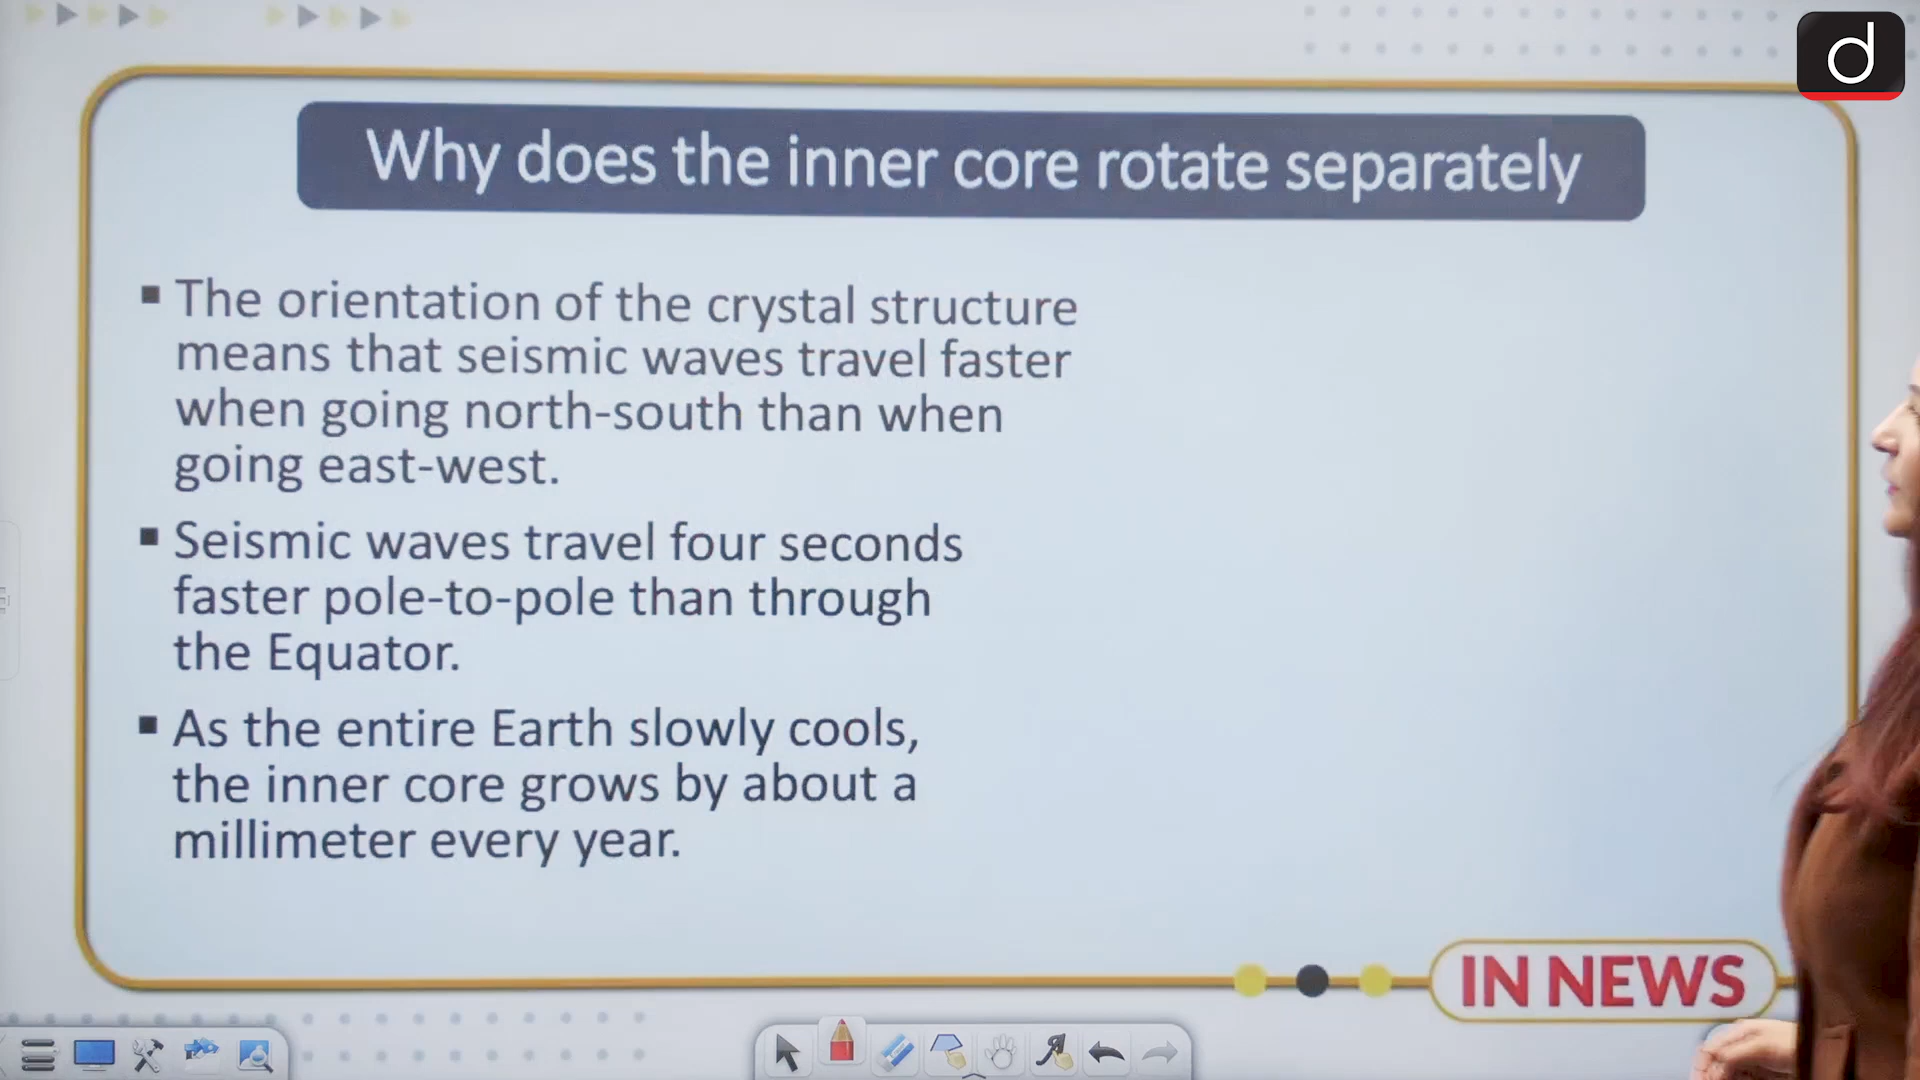 d
Why does the inner core rotate separately
▪ The orientation of the crystal structure
means that seismic waves travel faster
when going north-south than when
going east-west.
▪ Seismic waves travel four seconds
faster pole-to-pole than through
the Equator.
▪ As the entire Earth slowly cools,
the inner core grows by about a
millimeter every year.
IN NEWS